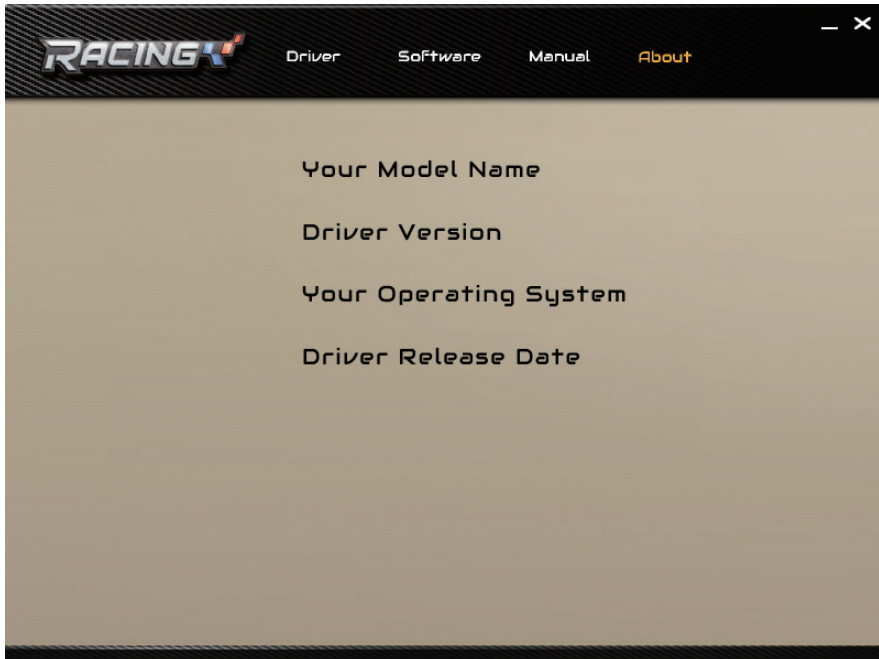 RACING
Driver Software Manual About
Your Model Name
Driver Version
Your Operating System
Driver Release Date